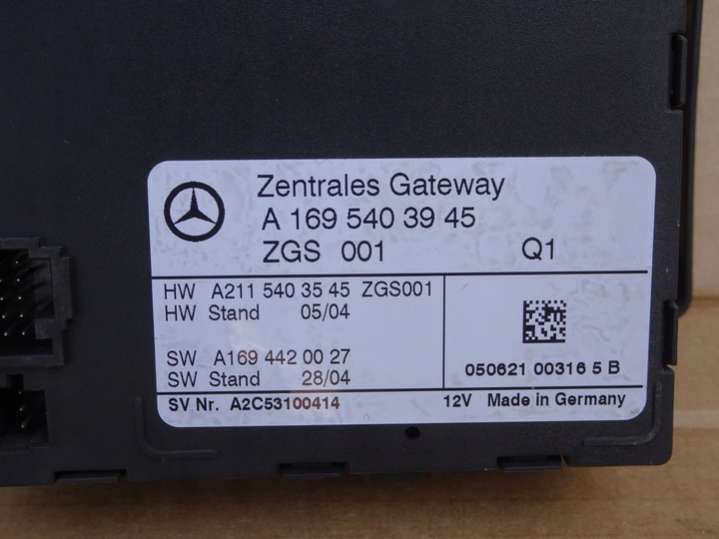 Zentrales Gateway
A 169 540 39 45
ZGS 001 Q1
HW A211 540 35 45 ZGS001
HW Stand 05/04
SW A169 442 00 27
SW Stand 28/04
050621 00316 5 B
SV Nr. A2C53100414 12V Made in Germany